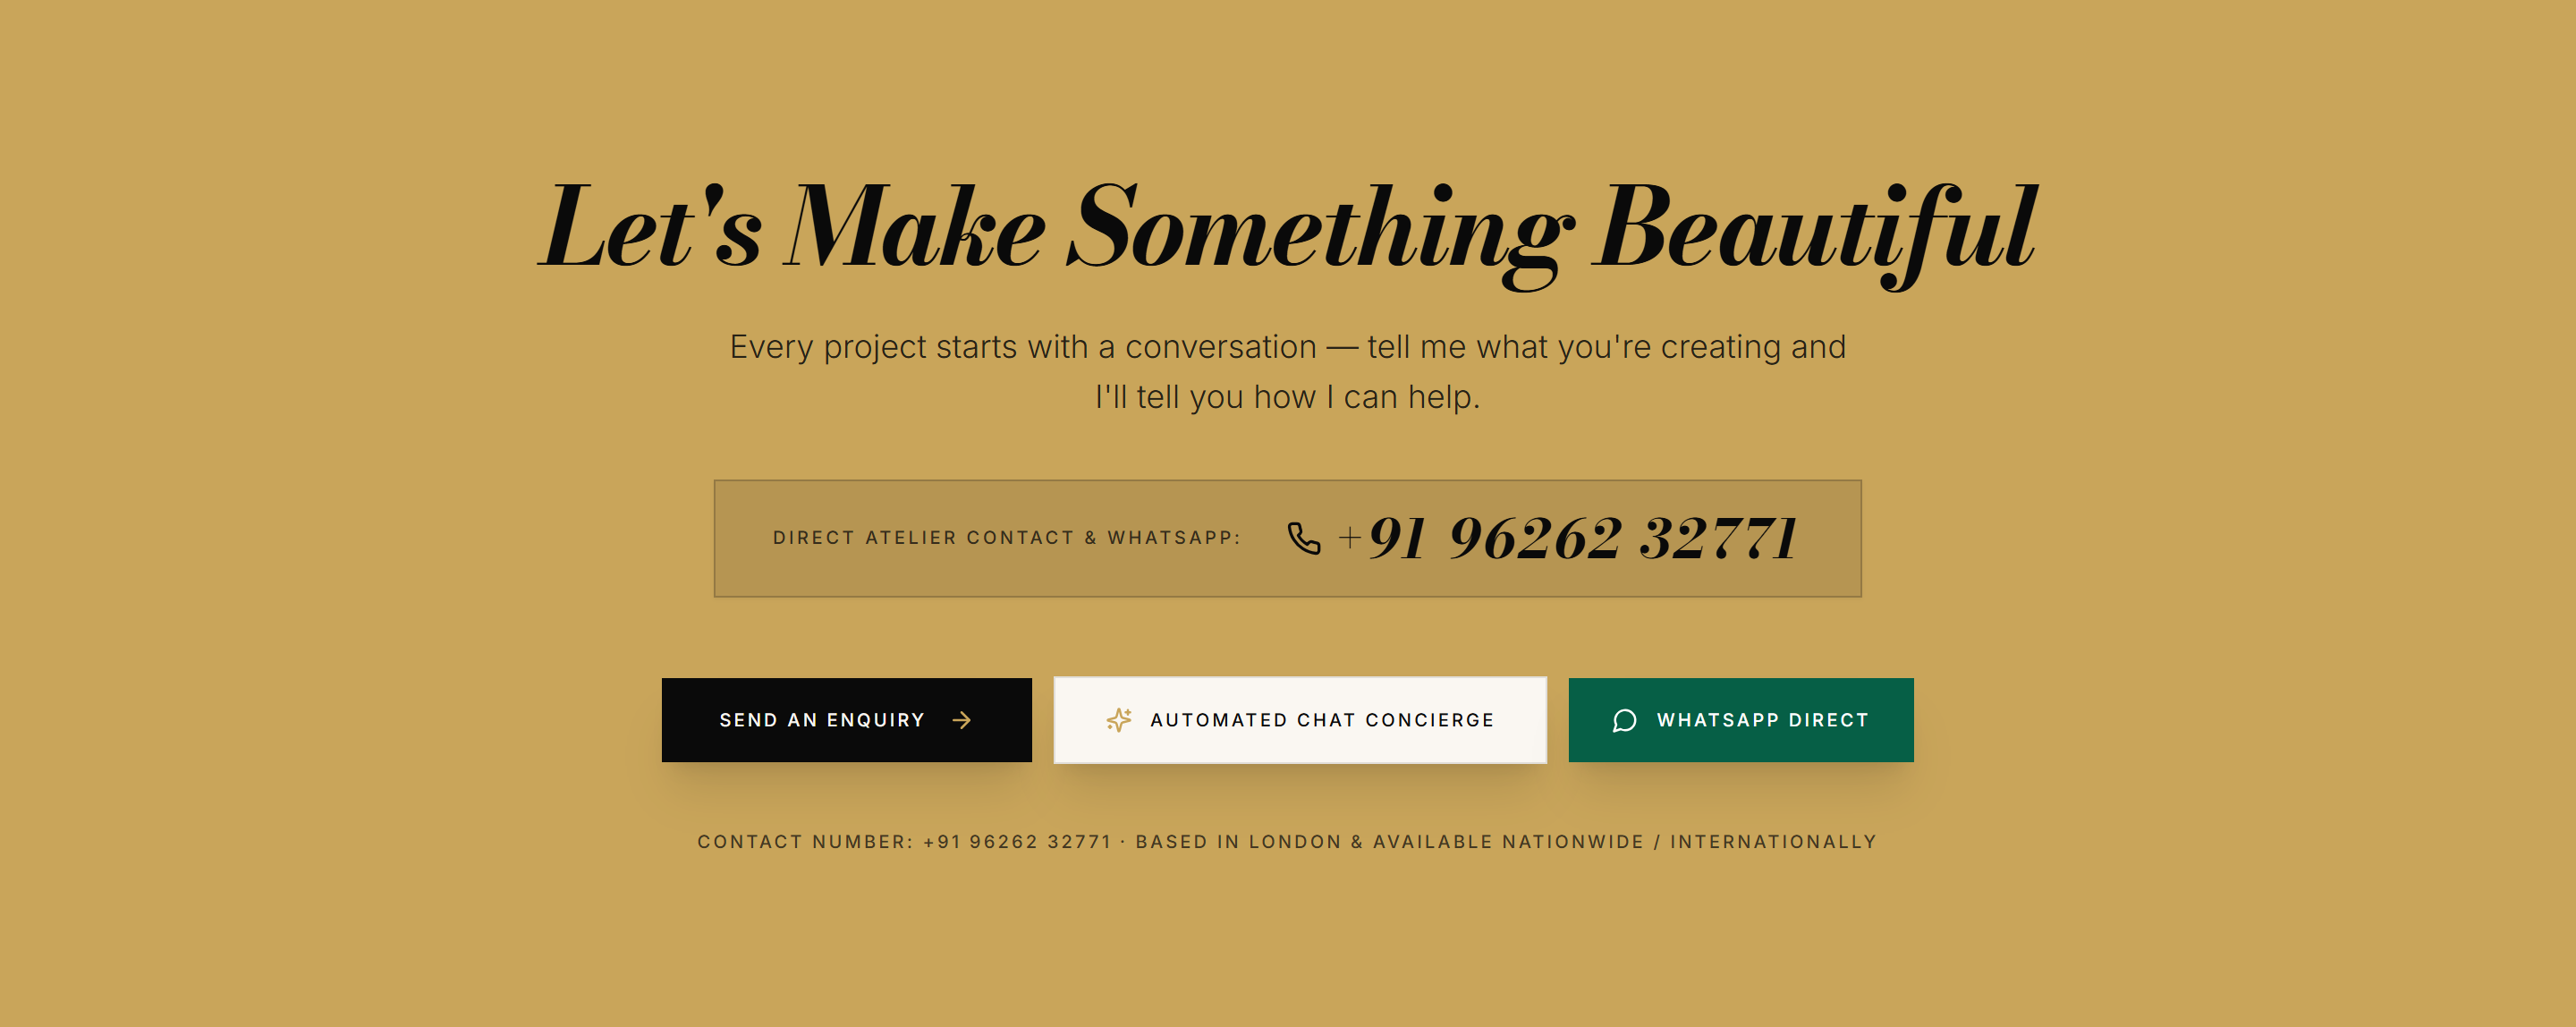 Let's Make Something Beautiful
Every project starts with a conversation — tell me what you're creating and
I'll tell you how I can help.
DIRECT ATELIER CONTACT & WHATSAPP: +91 96262 32771
SEND AN ENQUIRY
AUTOMATED CHAT CONCIERGE
WHATSAPP DIRECT
CONTACT NUMBER: +91 96262 32771 · BASED IN LONDON & AVAILABLE NATIONWIDE / INTERNATIONALLY